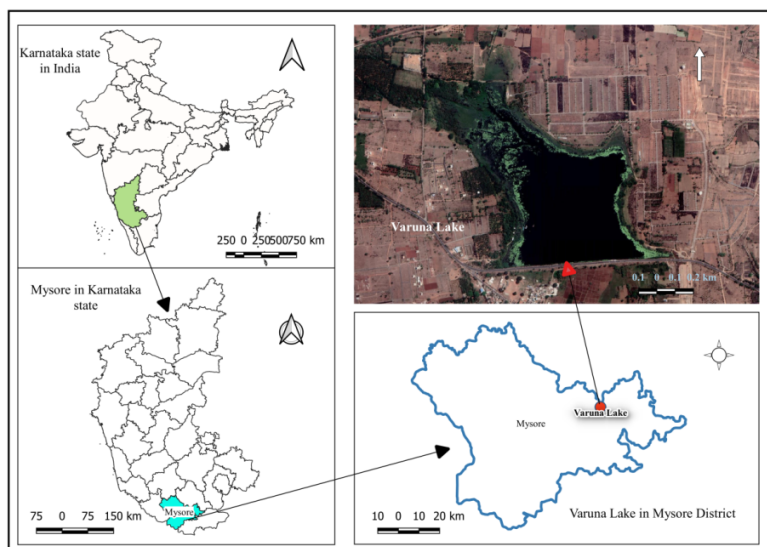 Karnataka state
in India
250 0 250500750 km
Mysore in Karnataka
state
Mysore
75 0 75 150 km
Varuna Lake
0.1 0 0.1 0.2 km
Varuna Lake
Mysore
10 0 10 20 km
Varuna Lake in Mysore District